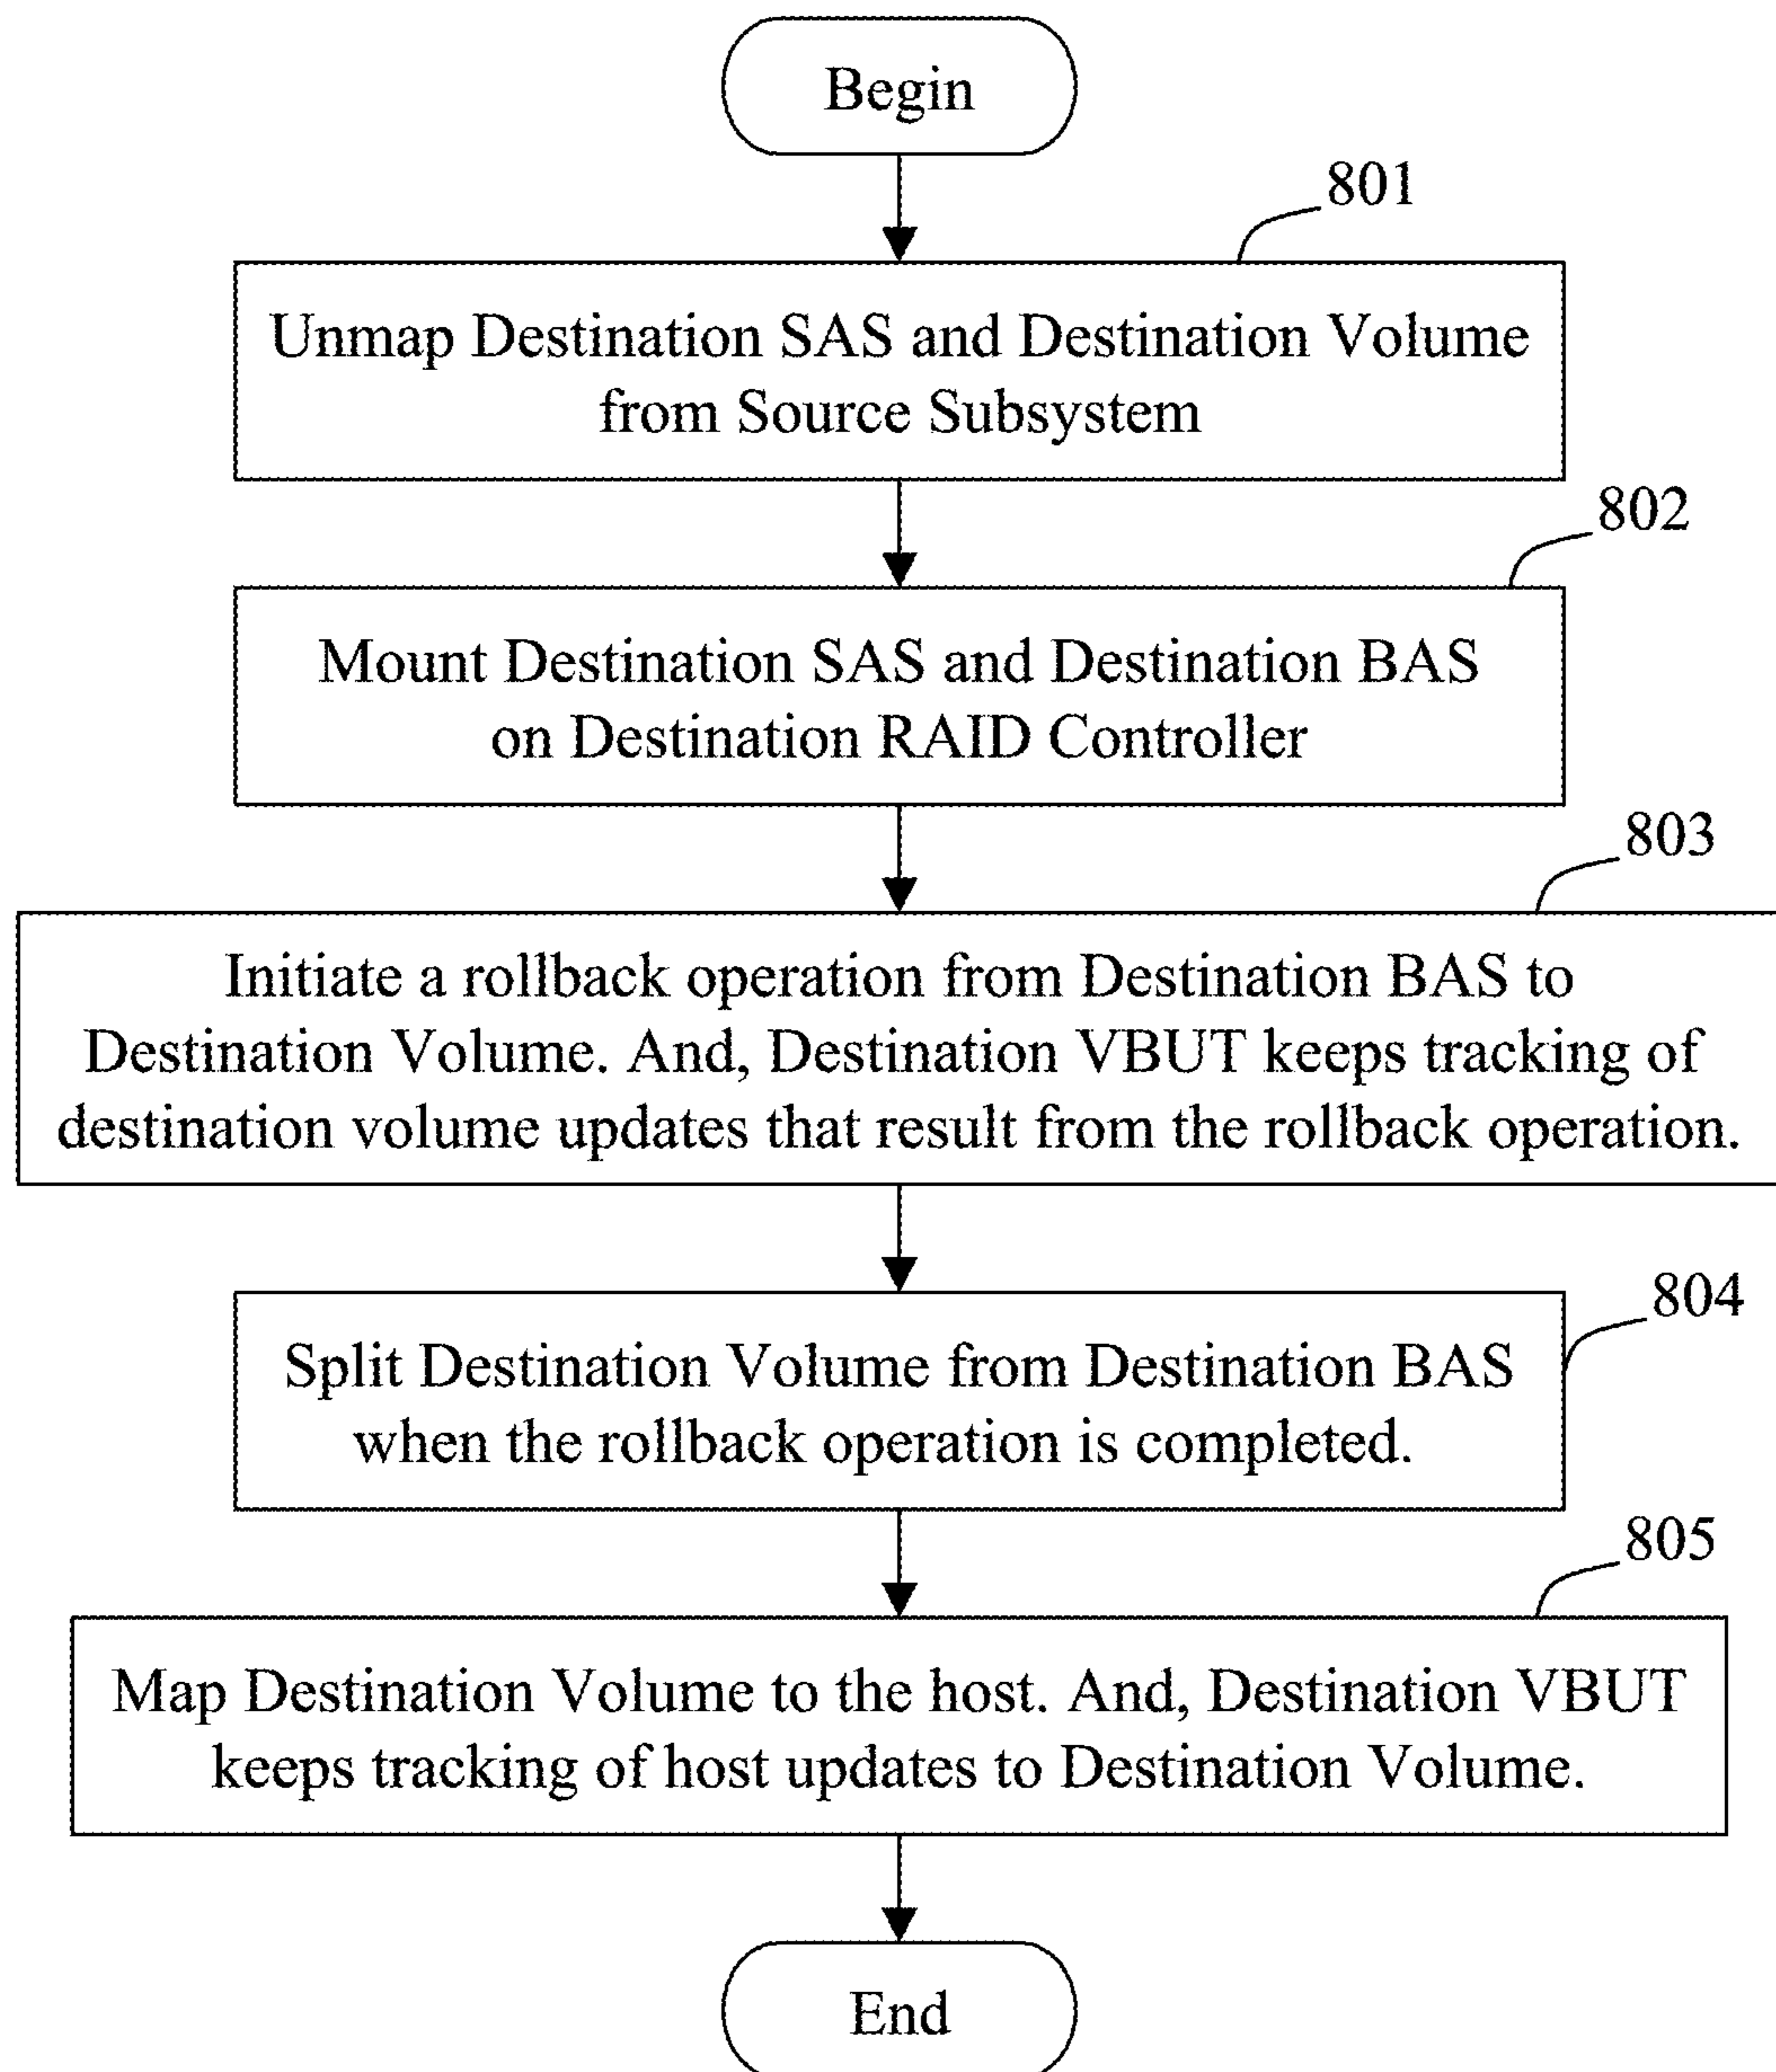 Begin
801
Unmap Destination SAS and Destination Volume
from Source Subsystem
802
Mount Destination SAS and Destination BAS
on Destination RAID Controller
803
Initiate a rollback operation from Destination BAS to
Destination Volume. And, Destination VBUT keeps tracking of
destination volume updates that result from the rollback operation.
804
Split Destination Volume from Destination BAS
when the rollback operation is completed.
805
Map Destination Volume to the host. And, Destination VBUT
keeps tracking of host updates to Destination Volume.
End